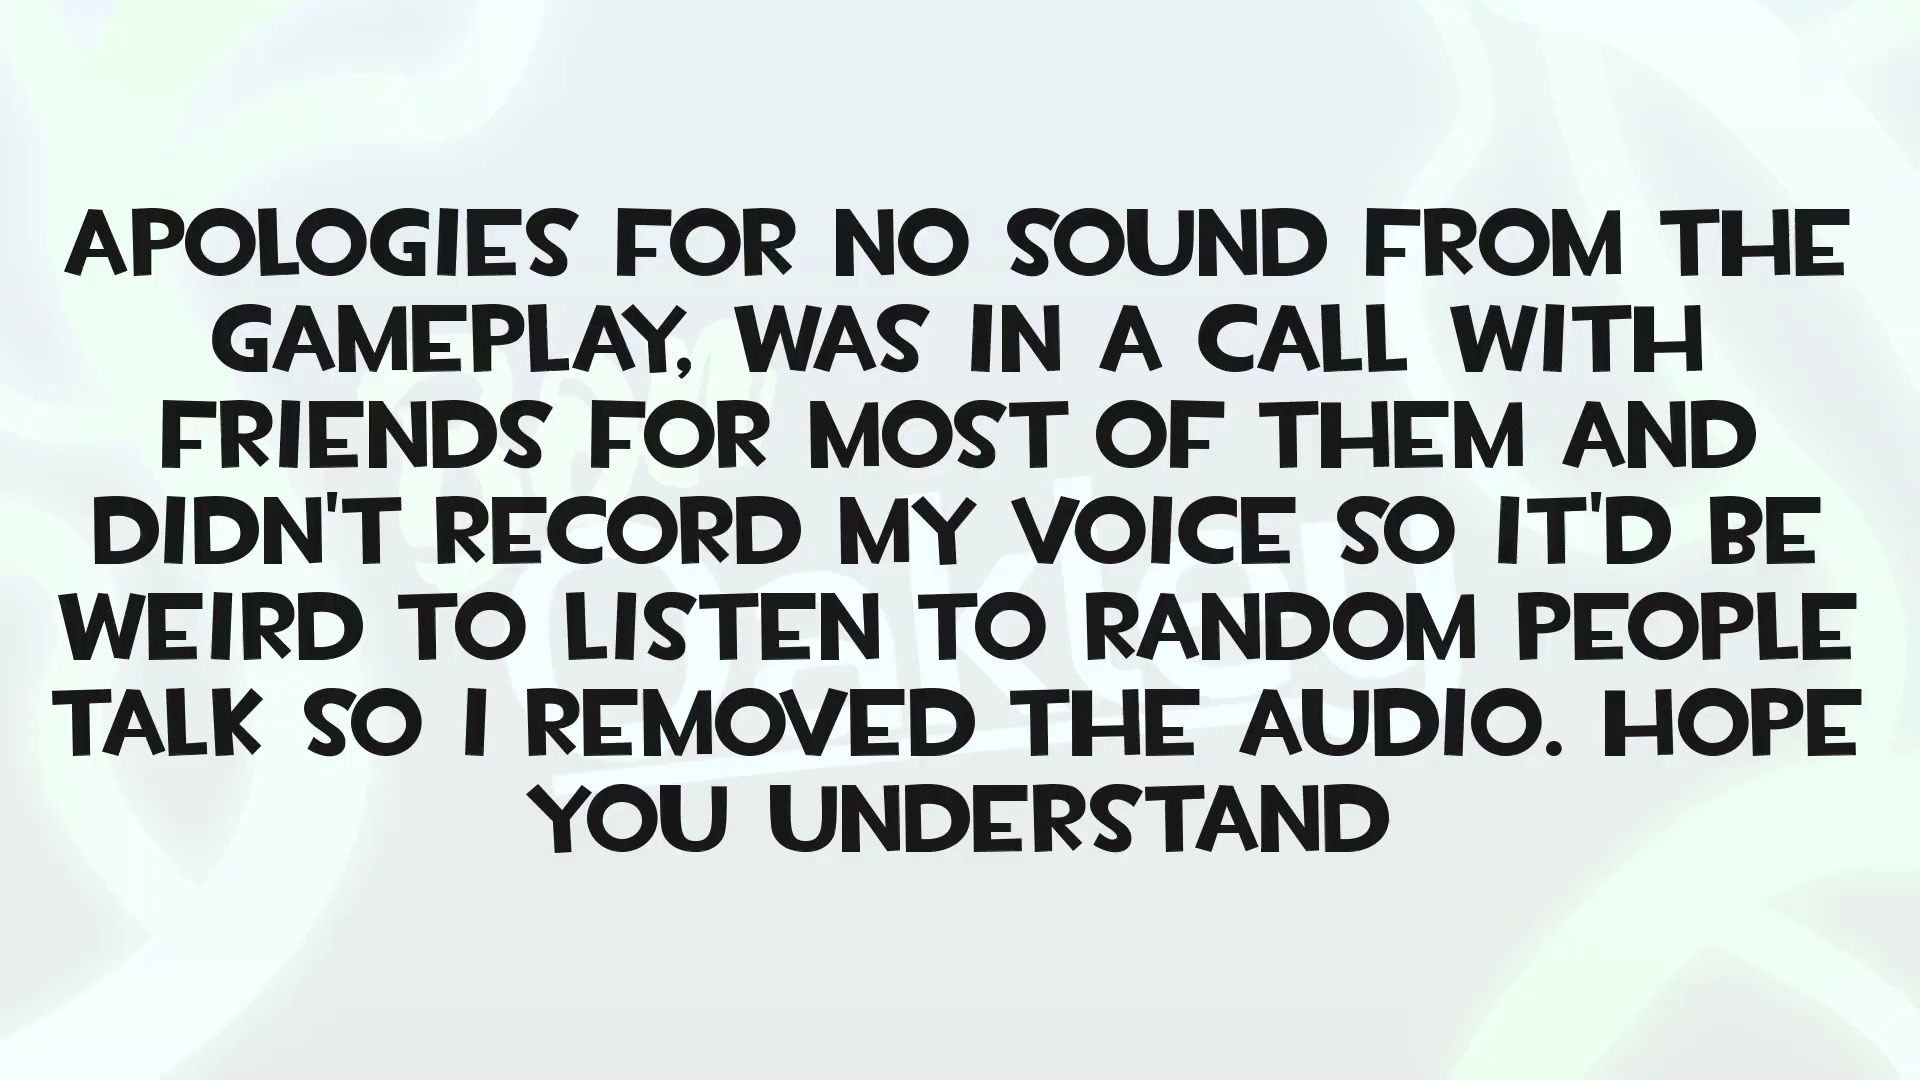 APOLOGIES FOR NO SOUND FROM THE
GAMEPLAY, WAS IN A CALL WITH
FRIENDS FOR MOST OF THEM AND
DIDN'T RECORD MY VOICE SO IT'D BE
WEIRD TO LISTEN TO RANDOM PEOPLE
TALK SO I REMOVED THE AUDIO. HOPE
YOU UNDERSTAND